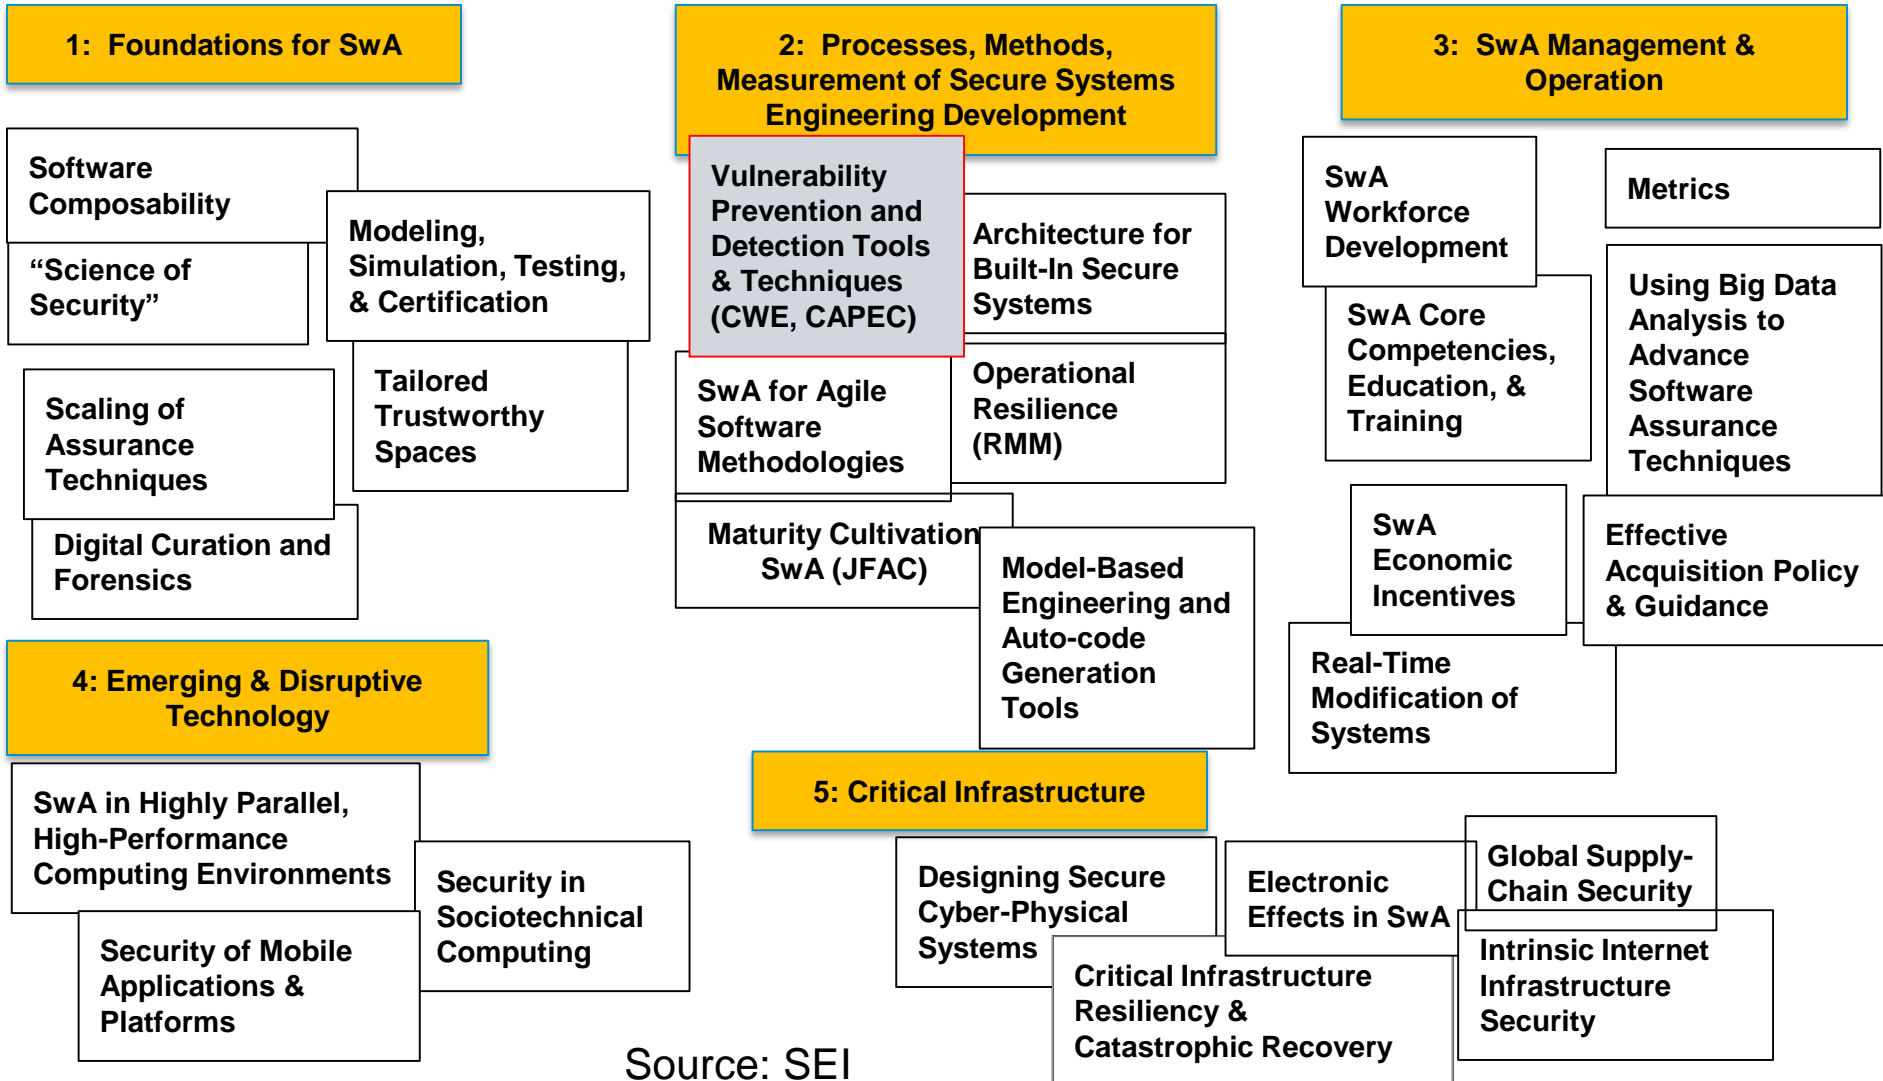 1:  Foundations for SwA
2:  Processes, Methods,
Measurement of Secure Systems
Engineering Development
3:  SwA Management &
Operation
Software
Composability
“Science of
Security”
Modeling,
Simulation, Testing,
& Certification
Tailored
Trustworthy
Spaces
Scaling of
Assurance
Techniques
Digital Curation and
Forensics
Vulnerability
Prevention and
Detection Tools
& Techniques
(CWE, CAPEC)
Architecture for
Built-In Secure
Systems
SwA for Agile
Software
Methodologies
Operational
Resilience
(RMM)
Maturity Cultivation
SwA (JFAC)
Model-Based
Engineering and
Auto-code
Generation
Tools
SwA
Workforce
Development
Metrics
SwA Core
Competencies,
Education, &
Training
Using Big Data
Analysis to
Advance
Software
Assurance
Techniques
SwA
Economic
Incentives
Effective
Acquisition Policy
& Guidance
Real-Time
Modification of
Systems
4: Emerging & Disruptive
Technology
SwA in Highly Parallel,
High-Performance
Computing Environments
Security in
Sociotechnical
Computing
Security of Mobile
Applications &
Platforms
5: Critical Infrastructure
Designing Secure
Cyber-Physical
Systems
Electronic
Effects in SwA
Global Supply-
Chain Security
Critical Infrastructure
Resiliency &
Catastrophic Recovery
Intrinsic Internet
Infrastructure
Security
Source: SEI